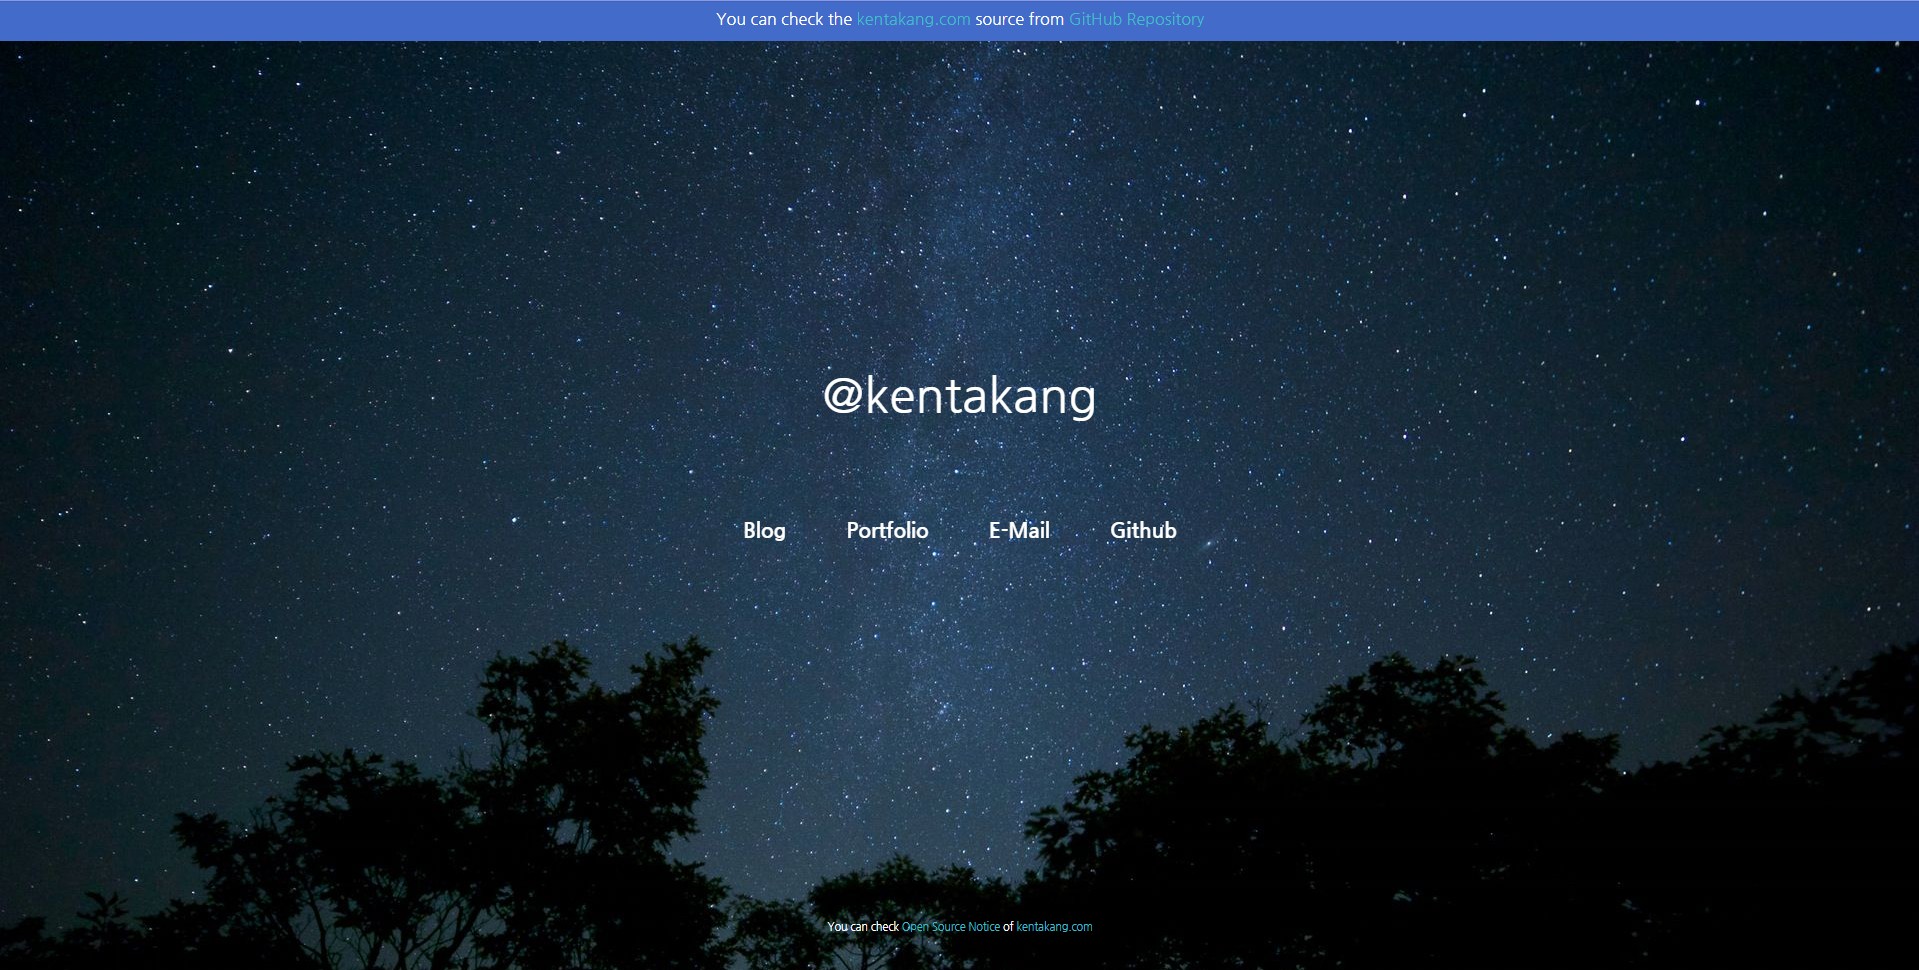 You can check the kentakang.com source from GitHub Repository
@kentakang
Blog Portfolio E-Mail Github
You can check Open Source Notice of kentakang.com